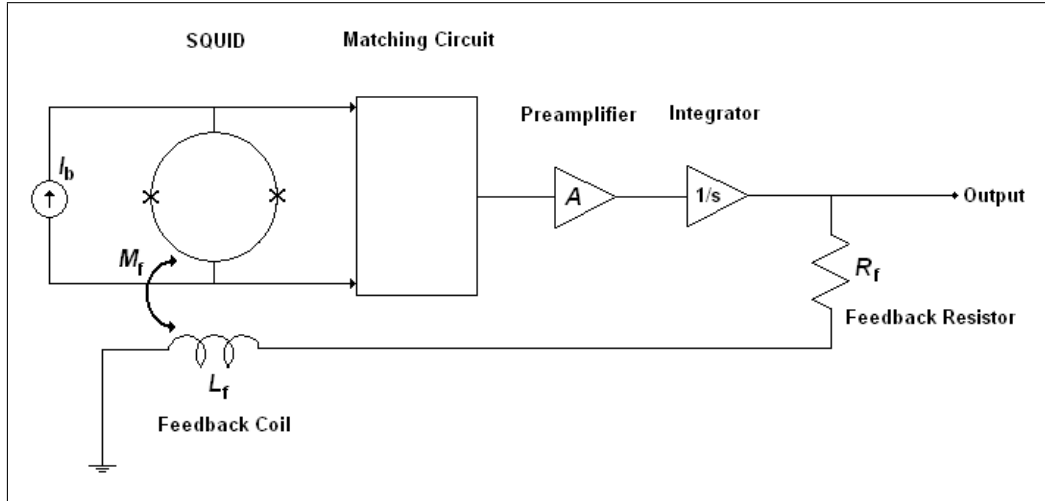 SQUID
Matching Circuit
Preamplifier
Integrator
Ib
A
1/s
Output
Mf
Rf
Feedback Resistor
Lf
Feedback Coil